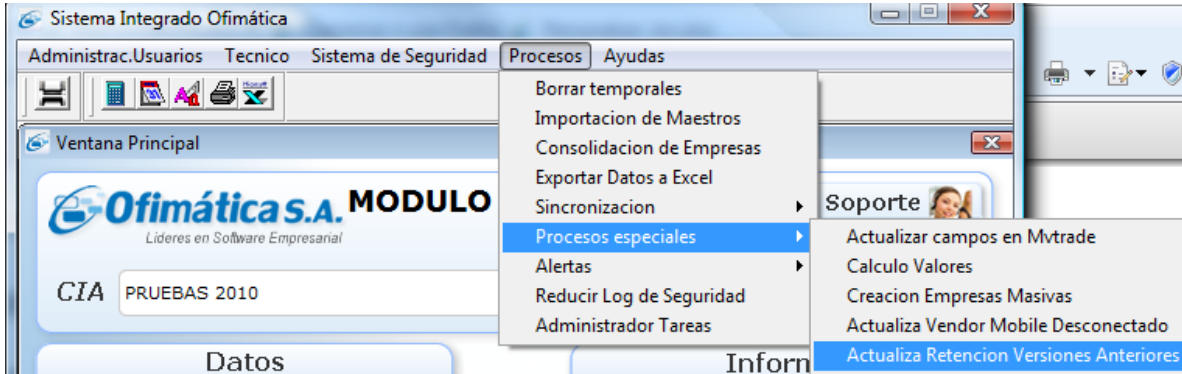 Sistema Integrado Ofimática
Administrac.Usuarios Tecnico Sistema de Seguridad Procesos Ayudas
Borrar temporales
Importacion de Maestros
Consolidacion de Empresas
Exportar Datos a Excel
Sincronizacion
Procesos especiales
Alertas
Reducir Log de Seguridad
Administrador Tareas
Ventana Principal
Ofimática S.A. MODULO
Lideres en Software Empresarial
Soporte
CIA PRUEBAS 2010
Actualizar campos en Mvtrade
Calculo Valores
Creacion Empresas Masivas
Actualiza Vendor Mobile Desconectado
Actualiza Retencion Versiones Anteriores
Datos
Inform